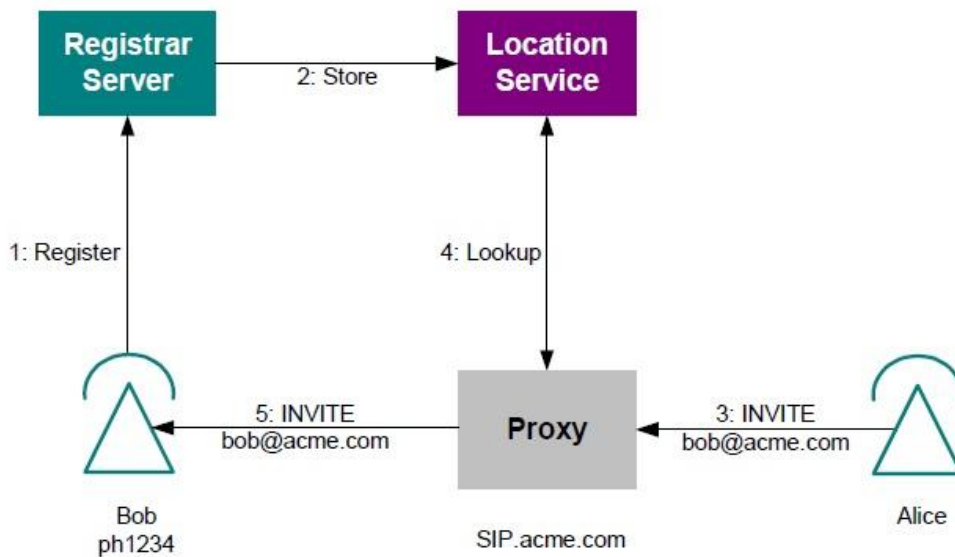 Registrar
Server
Location
Service
2: Store
1: Register
4: Lookup
5: INVITE
bob@acme.com
Proxy
3: INVITE
bob@acme.com
Bob
ph1234
SIP.acme.com
Alice